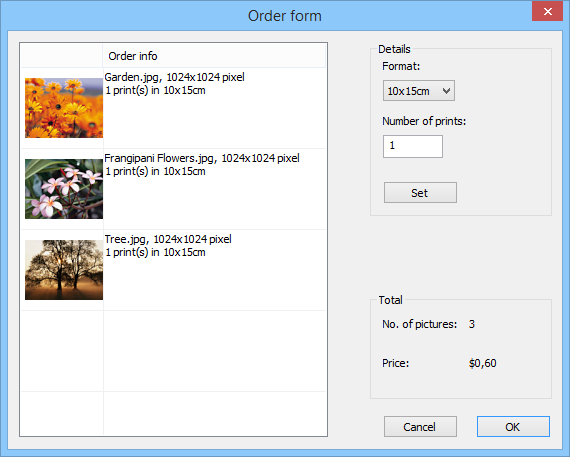 Order form
Order info
Garden.jpg, 1024x1024 pixel
1 print(s) in 10x15cm
Frangipani Flowers.jpg, 1024x1024 pixel
1 print(s) in 10x15cm
Tree.jpg, 1024x1024 pixel
1 print(s) in 10x15cm
Details
Format:
10x15cm
Number of prints:
1
Set
Total
No. of pictures: 3
Price: $0,60
Cancel OK